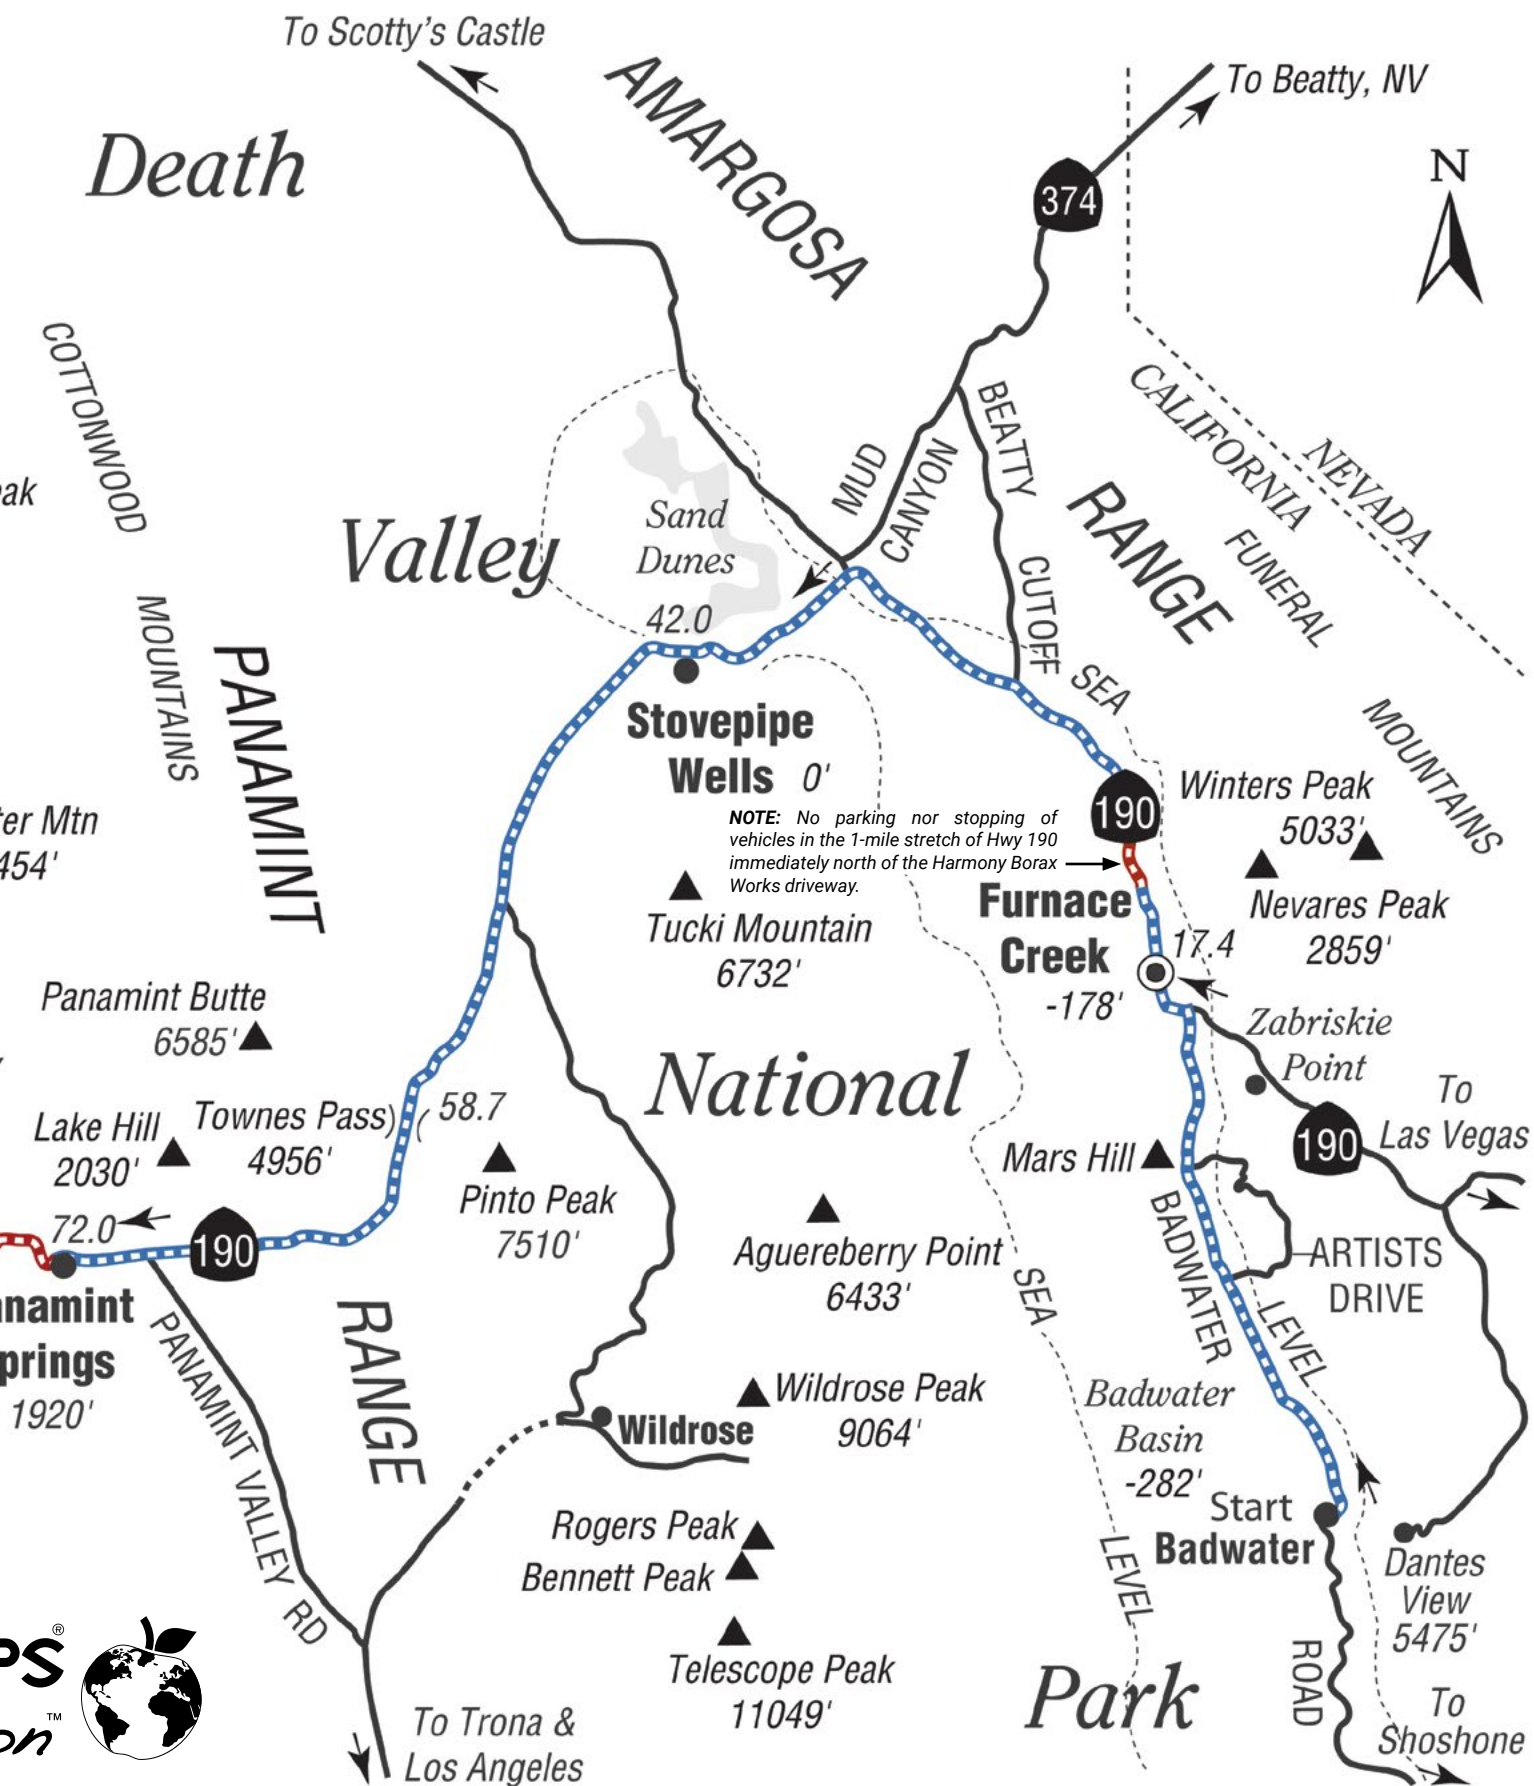 To Scotty's Castle
To Beatty, NV
AMARGOSA
Death
374
N
COTTONWOOD
CALIFORNIA
NEVADA
BEATTY
MUD
CANYON
RANGE
ak
Valley
Sand
Dunes
CUTOFF
FUNERAL
MOUNTAINS
42.0
PANAMINT
SEA
Stovepipe
Wells 0'
MOUNTAINS
190
Winters Peak
5033'
NOTE: No parking nor stopping of
vehicles in the 1-mile stretch of Hwy 190
immediately north of the Harmony Borax
Works driveway.
ter Mtn
454'
Furnace
Creek
-178'
17.4
Nevares Peak
2859'
Tucki Mountain
6732'
Panamint Butte
6585'
Zabriskie
Point
National
To
Las Vegas
190
Lake Hill
2030'
Townes Pass) (
4956'
58.7
Mars Hill
Pinto Peak
7510'
72.0
190
BADWATER
Aguereberry Point
6433'
ARTISTS
DRIVE
SEA
LEVEL
anamint
prings
1920'
PANAMINT VALLEY RD
RANGE
Wildrose Peak
9064'
Wildrose
Badwater
Basin
-282'
Start
Badwater
Rogers Peak
Bennett Peak
LEVEL
Dantes
View
5475'
Telescope Peak
11049'
ROAD
PS®
on™
Park
To
Shoshone
To Trona &
Los Angeles